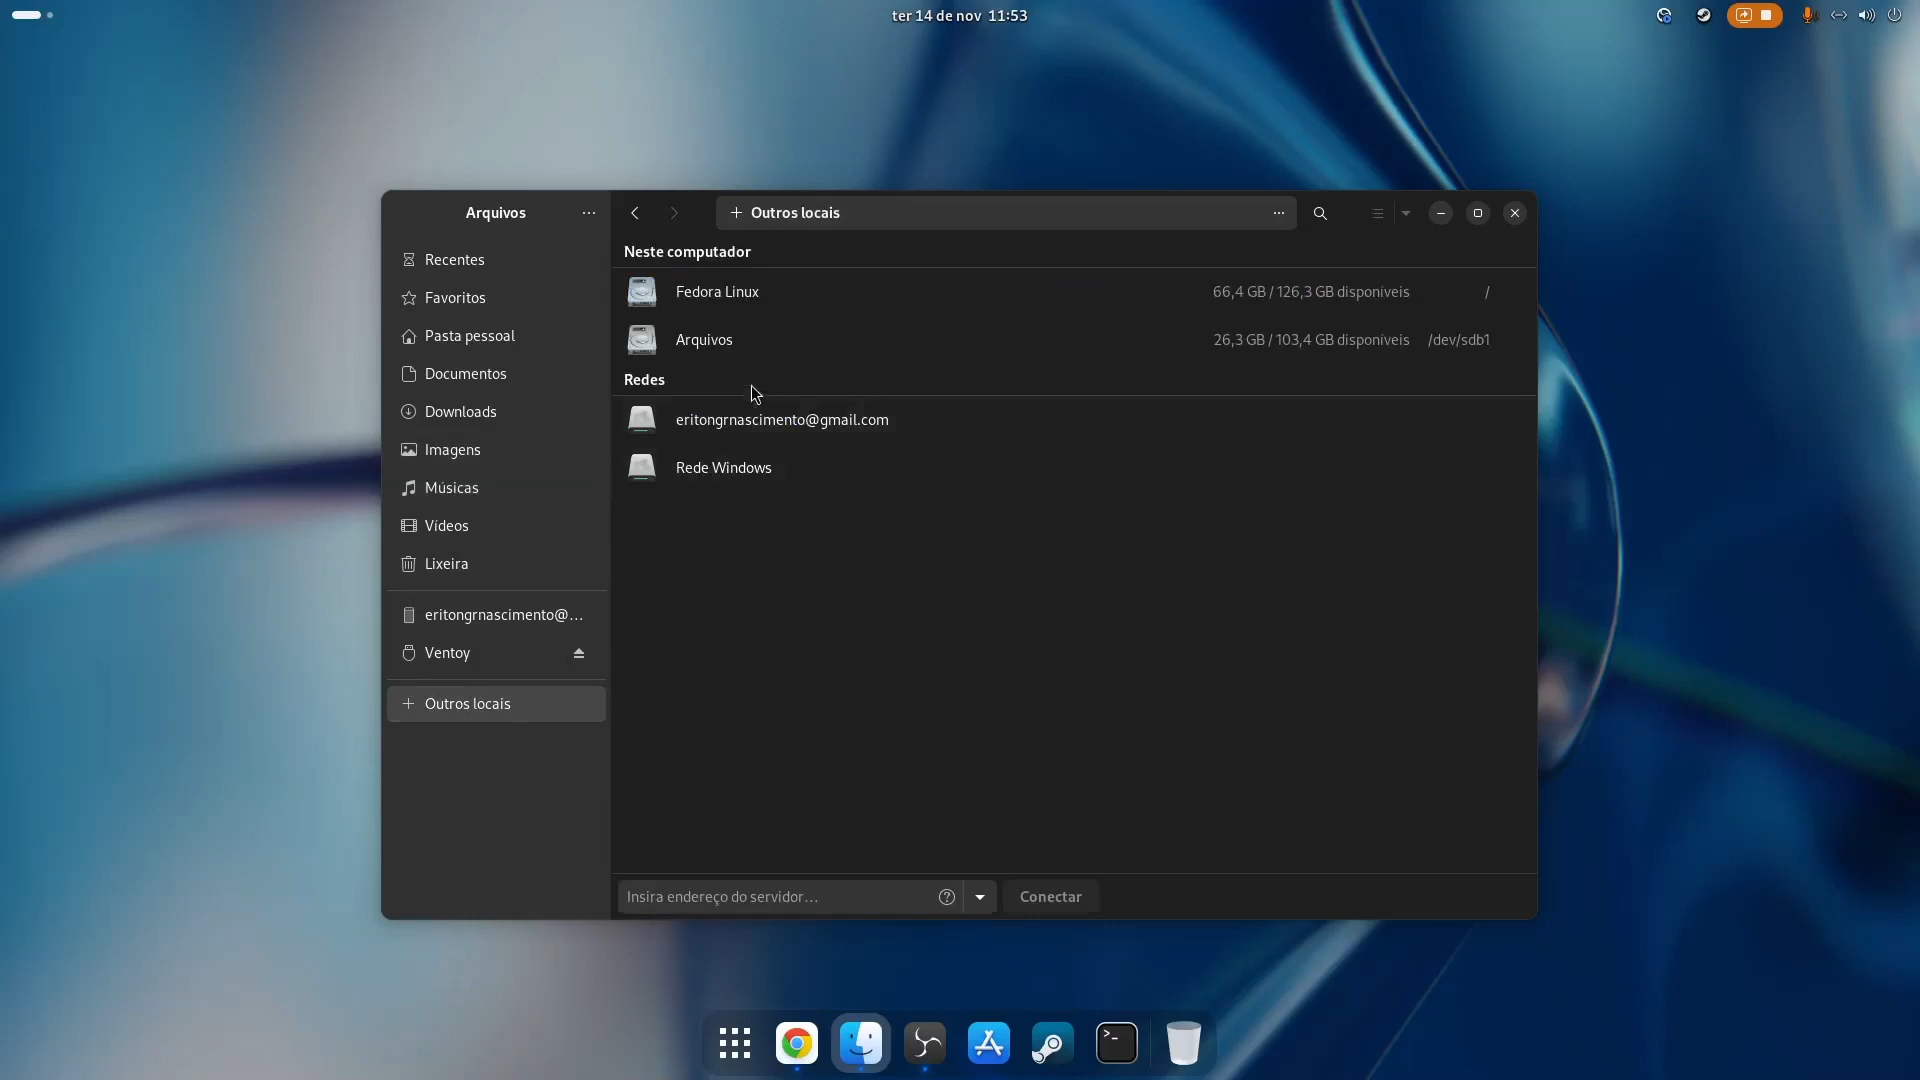 ter 14 de nov 11:53
Arquivos
Outros locais
Recentes
Favoritos
Pasta pessoal
Documentos
Downloads
Imagens
Músicas
Vídeos
Lixeira
eritongrnascimento@...
Ventoy
Outros locais
Neste computador
Fedora Linux 66,4 GB / 126,3 GB disponíveis /
Arquivos 26,3 GB / 103,4 GB disponíveis /dev/sdb1
Redes
eritongrnascimento@gmail.com
Rede Windows
Insira endereço do servidor...
Conectar